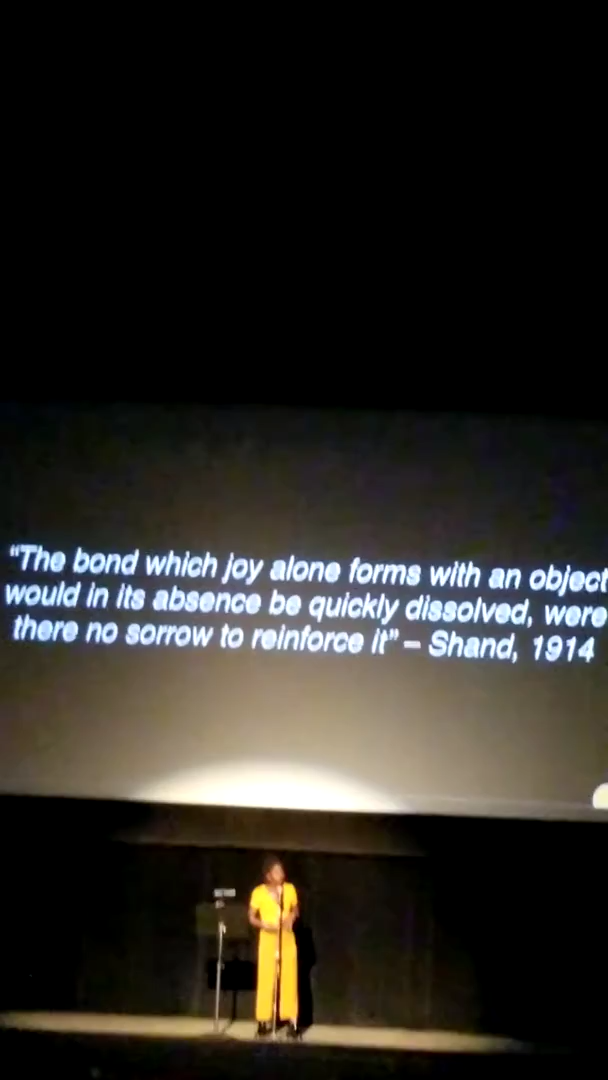 “The bond which joy alone forms with an object
would in its absence be quickly dissolved, were
there no sorrow to reinforce it” – Shand, 1914